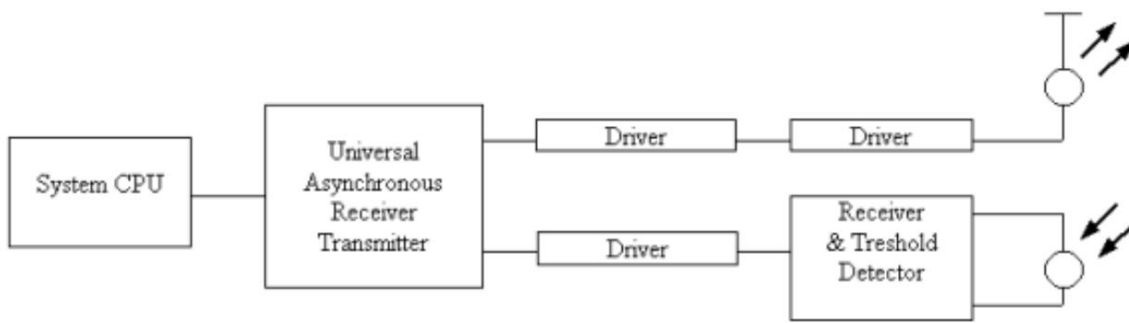 System CPU
Universal
Asynchronous
Receiver
Transmitter
Driver
Driver
Driver
Receiver
& Treshold
Detector